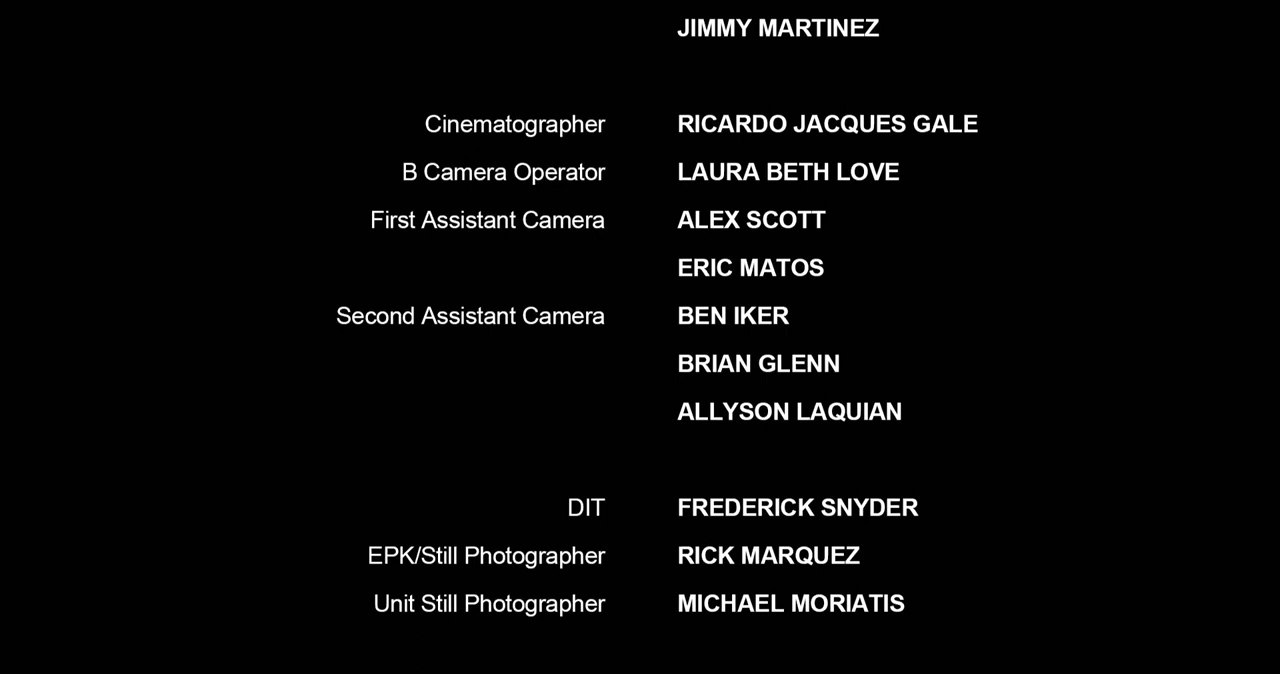 JIMMY MARTINEZ
Cinematographer RICARDO JACQUES GALE
B Camera Operator LAURA BETH LOVE
First Assistant Camera ALEX SCOTT
ERIC MATOS
Second Assistant Camera BEN IKER
BRIAN GLENN
ALLYSON LAQUIAN
DIT FREDERICK SNYDER
EPK/Still Photographer RICK MARQUEZ
Unit Still Photographer MICHAEL MORIATIS